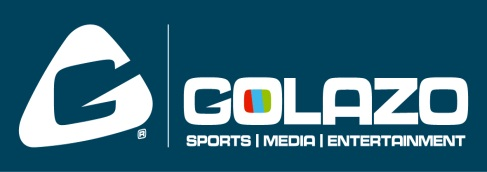 G
®
GOLAZO
SPORTS | MEDIA | ENTERTAINMENT